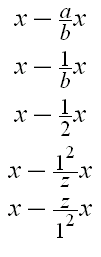 x − a/b x
x − 1/b x
x − 1/2 x
x − 1²/z x
x − z/1² x